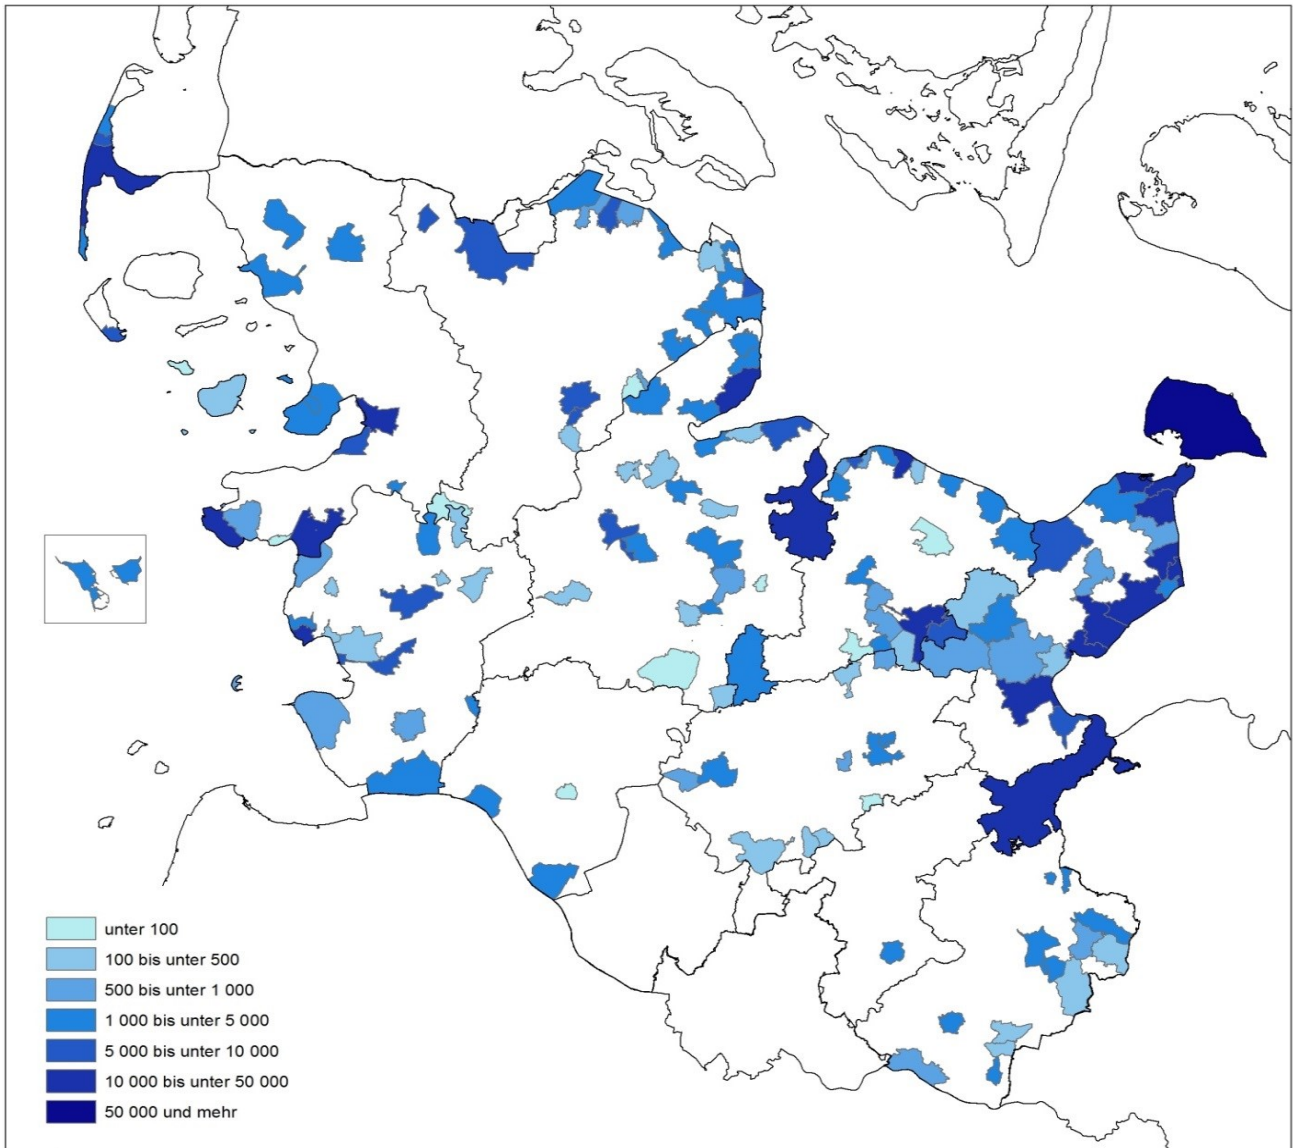 unter 100
100 bis unter 500
500 bis unter 1 000
1 000 bis unter 5 000
5 000 bis unter 10 000
10 000 bis unter 50 000
50 000 und mehr